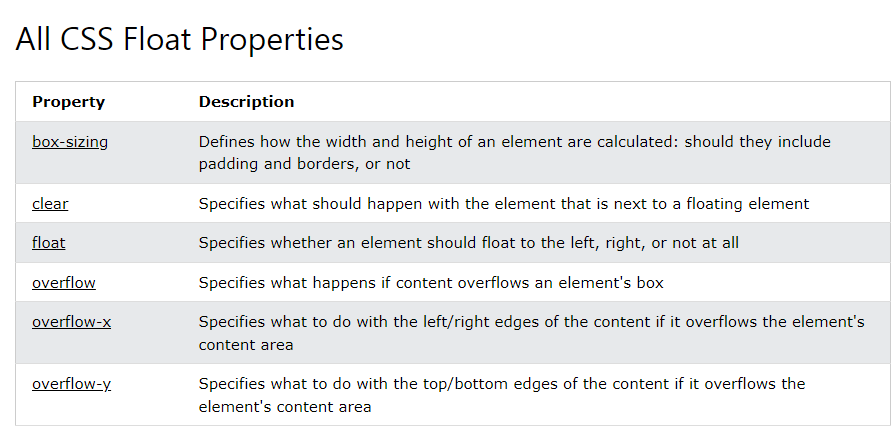 All CSS Float Properties
Property Description
box-sizing Defines how the width and height of an element are calculated: should they include
padding and borders, or not
clear Specifies what should happen with the element that is next to a floating element
float Specifies whether an element should float to the left, right, or not at all
overflow Specifies what happens if content overflows an element's box
overflow-x Specifies what to do with the left/right edges of the content if it overflows the element's
content area
overflow-y Specifies what to do with the top/bottom edges of the content if it overflows the
element's content area